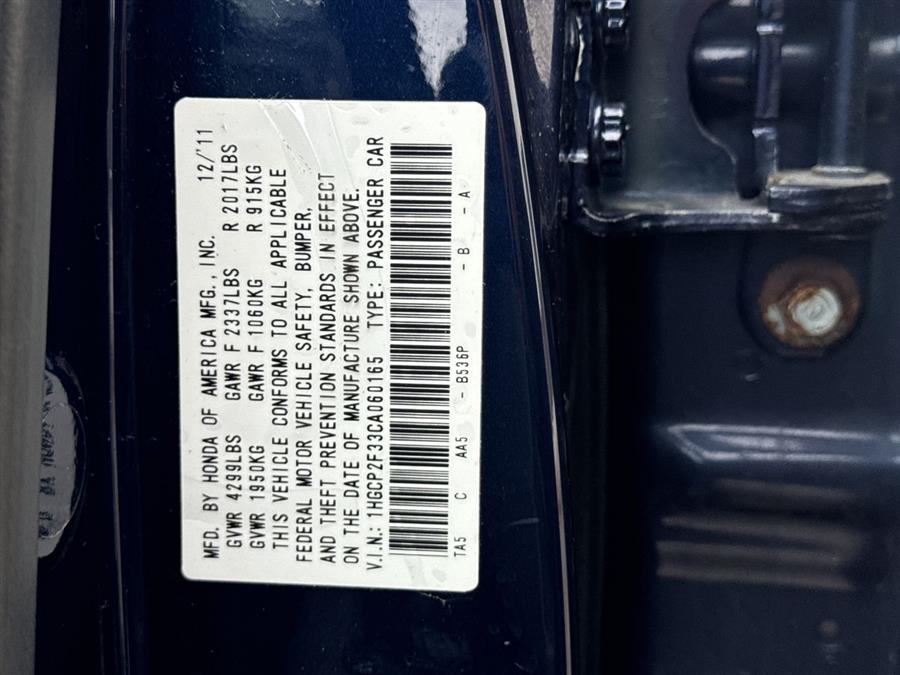 MFD. BY HONDA OF AMERICA MFG., INC. 12/'11
GVWR 4299LBS GAWR F 2337LBS R 2017LBS
GVWR 1950KG GAWR F 1060KG R 915KG
THIS VEHICLE CONFORMS TO ALL APPLICABLE
FEDERAL MOTOR VEHICLE SAFETY, BUMPER,
AND THEFT PREVENTION STANDARDS IN EFFECT
ON THE DATE OF MANUFACTURE SHOWN ABOVE.
V.I.N.: 1HGCP2F33CA060165 TYPE: PASSENGER CAR
TA5 C AA5 - B536P - B - A